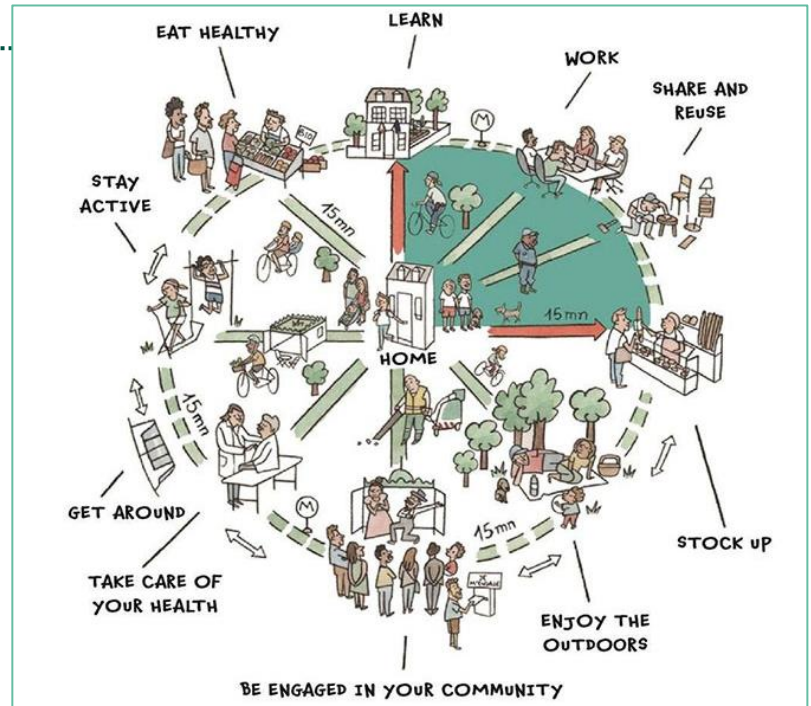 LEARN
EAT HEALTHY
WORK
SHARE AND
REUSE
M
BIO
STAY
ACTIVE
15mn
15mn
HOME
15mn
GET AROUND
M
15mn
STOCK UP
TAKE CARE OF
YOUR HEALTH
ENJOY THE
OUTDOORS
BE ENGAGED IN YOUR COMMUNITY